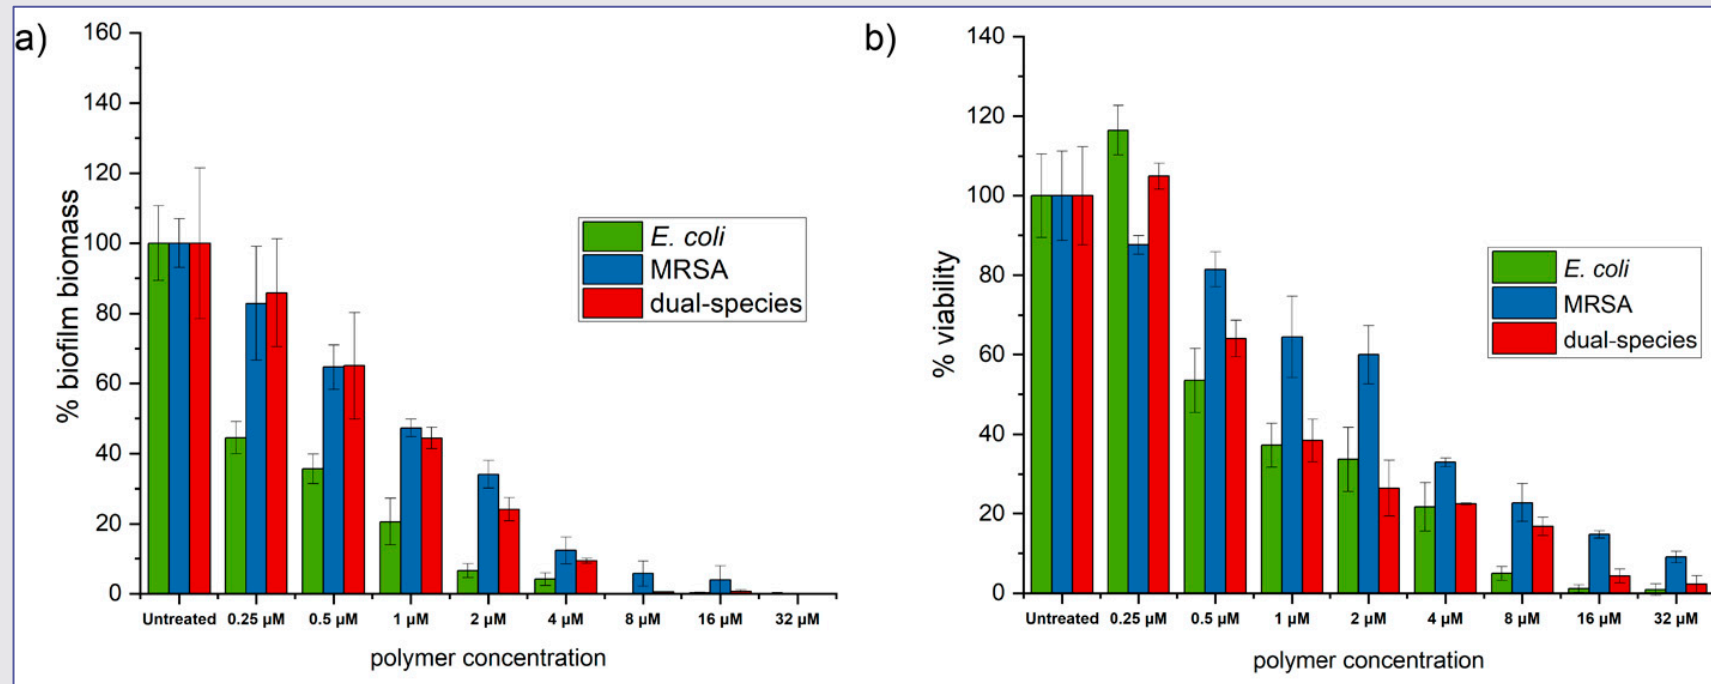 a)
160
140
120
100
80
60
40
20
0
% biofilm biomass
E. coli
MRSA
dual-species
Untreated 0.25 µM 0.5 µM 1 µM 2 µM 4 µM 8 µM 16 µM 32 µM
polymer concentration
b)
140
120
100
80
60
40
20
0
% viability
E. coli
MRSA
dual-species
Untreated 0.25 µM 0.5 µM 1 µM 2 µM 4 µM 8 µM 16 µM 32 µM
polymer concentration